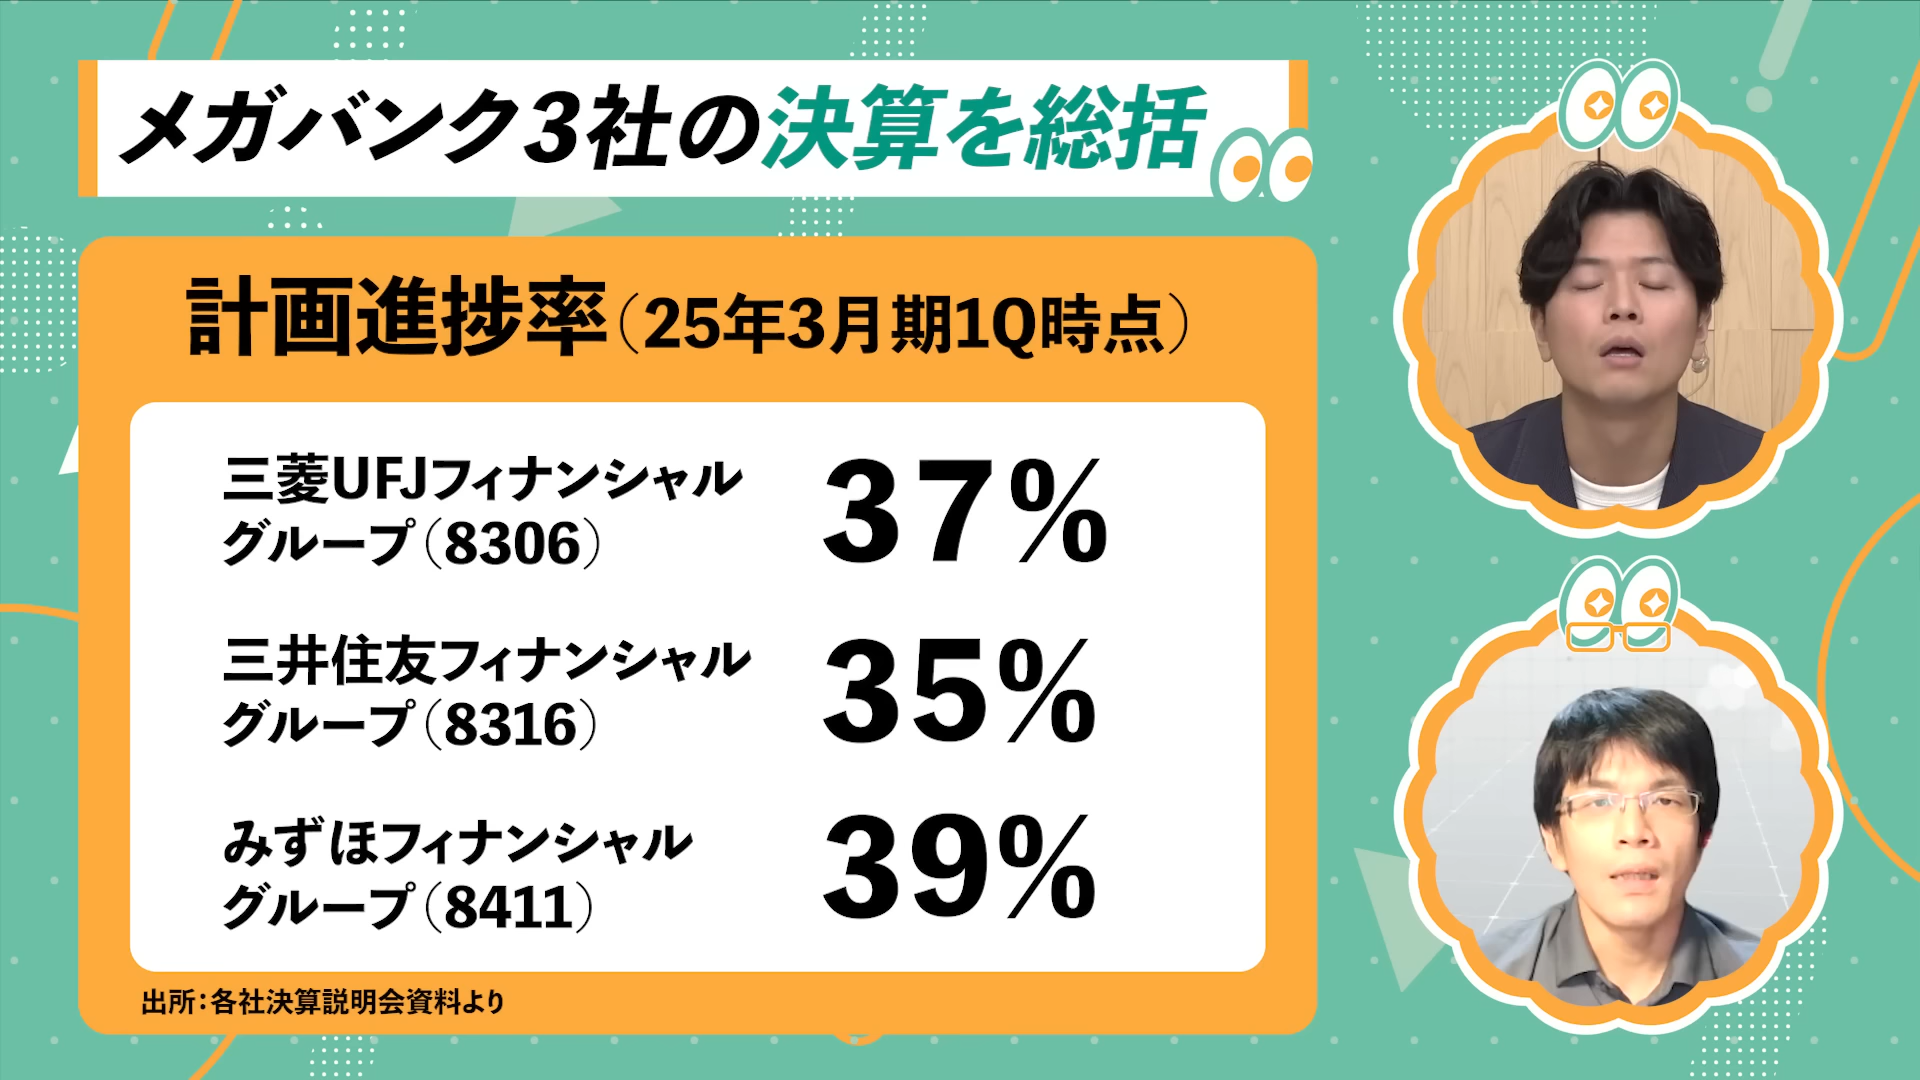 メガバンク3社の決算を総括
計画進捗率（25年3月期1Q時点）
三菱UFJフィナンシャル
グループ（8306）
37%
三井住友フィナンシャル
グループ（8316）
35%
みずほフィナンシャル
グループ（8411）
39%
出所：各社決算説明会資料より